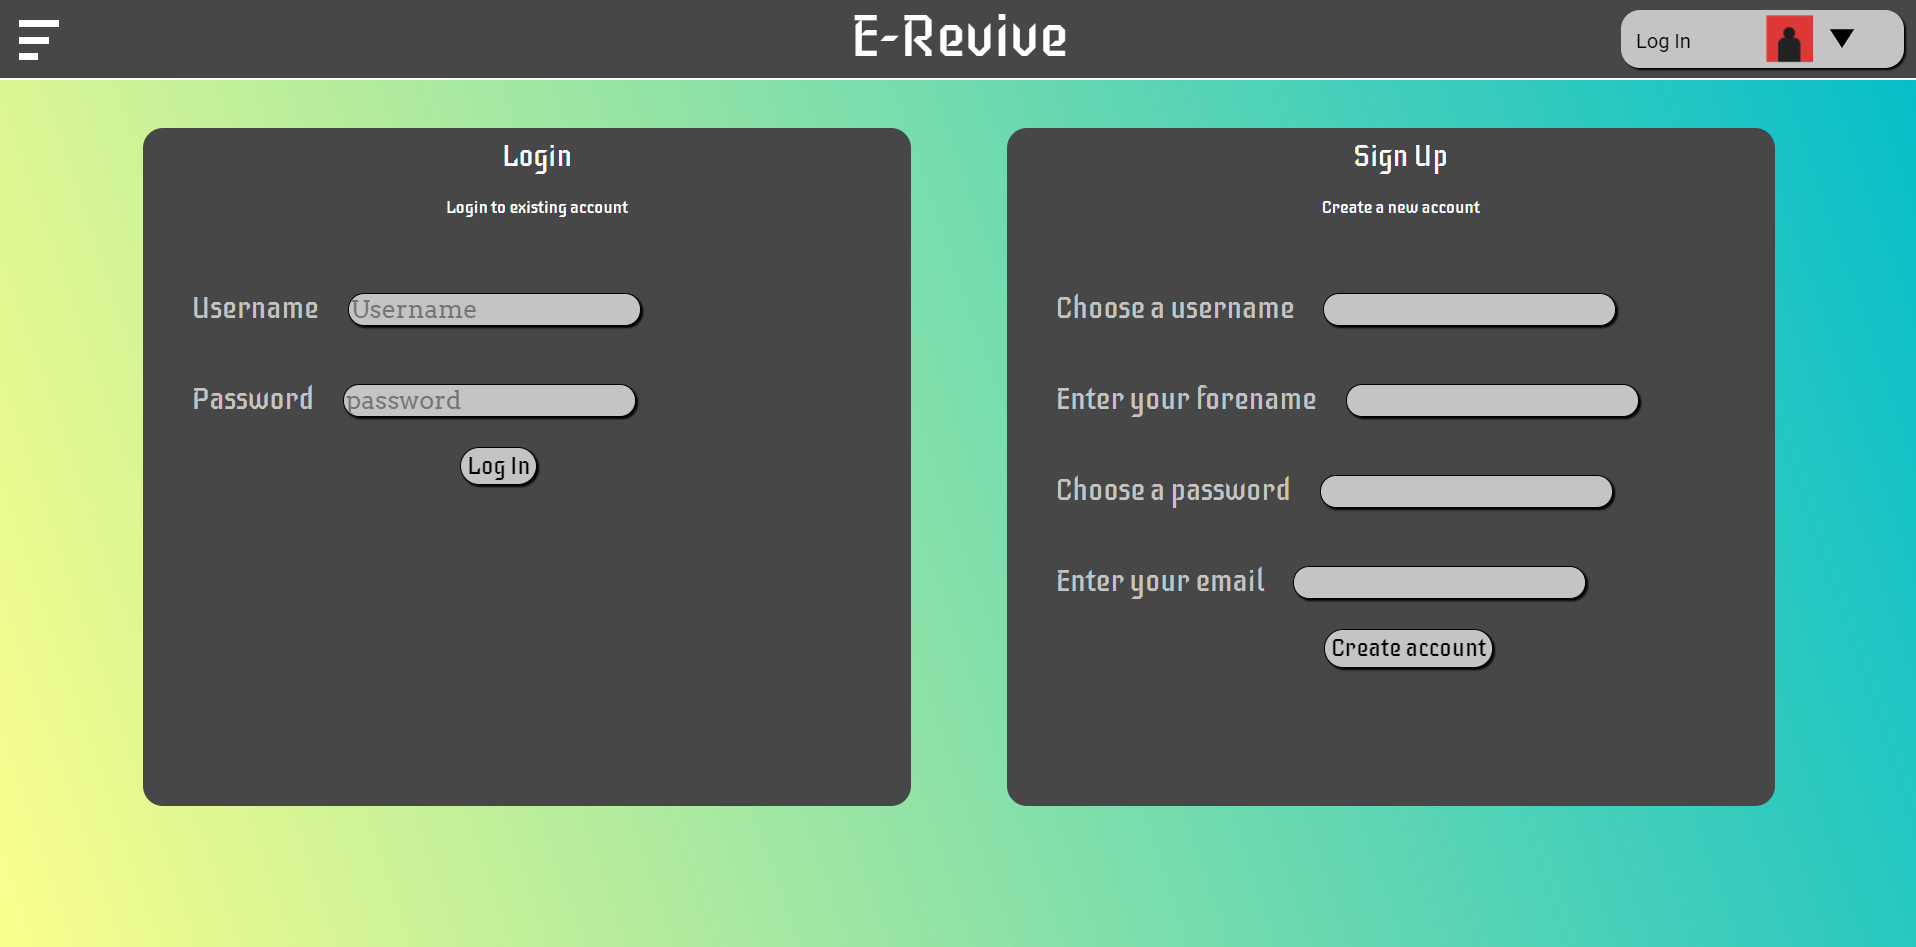 E-Revive
Log In
Login
Login to existing account
Username
Username
Password
password
Log In
Sign Up
Create a new account
Choose a username
Enter your forename
Choose a password
Enter your email
Create account